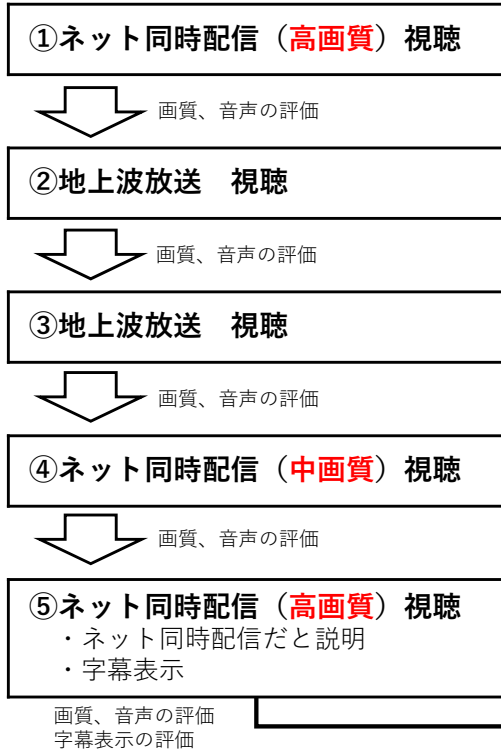 ①ネット同時配信（高画質）視聴
画質、音声の評価
②地上波放送　視聴
画質、音声の評価
③地上波放送　視聴
画質、音声の評価
④ネット同時配信（中画質）視聴
画質、音声の評価
⑤ネット同時配信（高画質）視聴
・ネット同時配信だと説明
・字幕表示
画質、音声の評価
字幕表示の評価